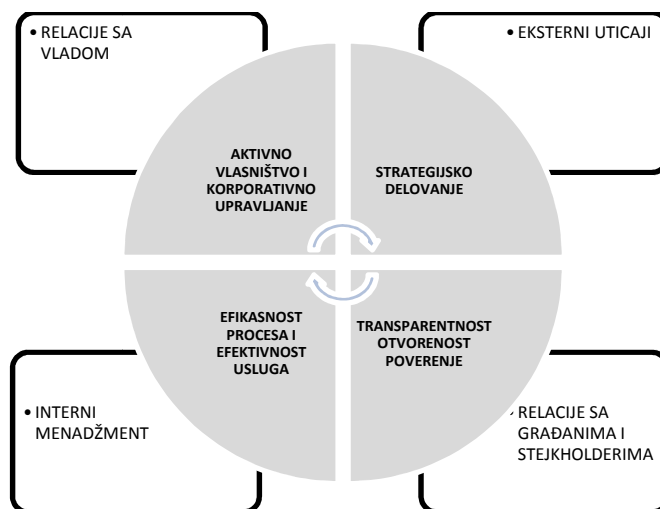 • RELACIJE SA
VLADOM
• EKSTERNI UTICAJI
AKTIVNO
VLASNIŠTVO I
KORPORATIVNO
UPRAVLJANJE
STRATEGIJSKO
DELOVANJE
EFIKASNOST
PROCESA I
EFEKTIVNOST
USLUGA
TRANSPARENTNOST
OTVORENOST
POVERENJE
• INTERNI
MENADŽMENT
• RELACIJE SA
GRAĐANIMA I
STEJKHOLDERIMA